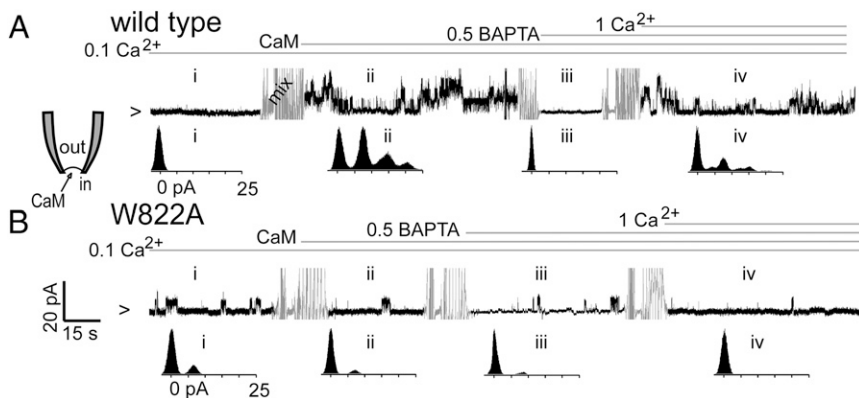 A wild type
1 Ca2+
0.5 BAPTA
CaM
0.1 Ca2+
i ii iii iv
mix
>
out
in
CaM
i ii iii iv
0 pA 25
B W822A
1 Ca2+
0.5 BAPTA
CaM
0.1 Ca2+
i ii iii iv
20 pA
15 s
>
i ii iii iv
0 pA 25